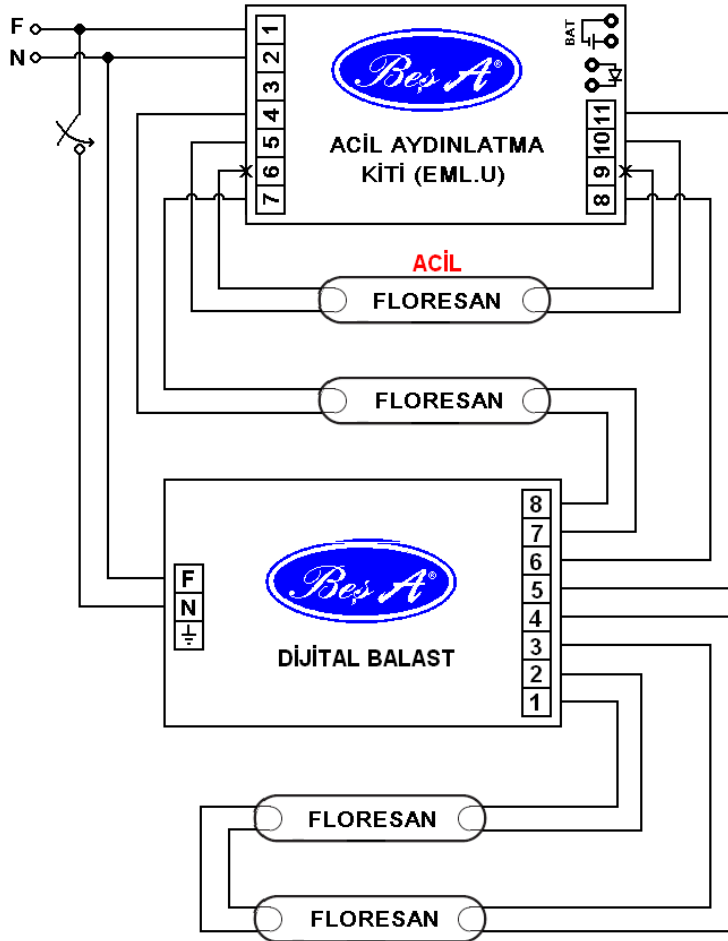 F
N
1
2
3
4
5
6
7
Beş A®
ACİL AYDINLATMA
KİTİ (EML.U)
BAT
11
10
9
8
ACİL
FLORESAN
FLORESAN
F
N
Beş A®
DİJİTAL BALAST
8
7
6
5
4
3
2
1
FLORESAN
FLORESAN